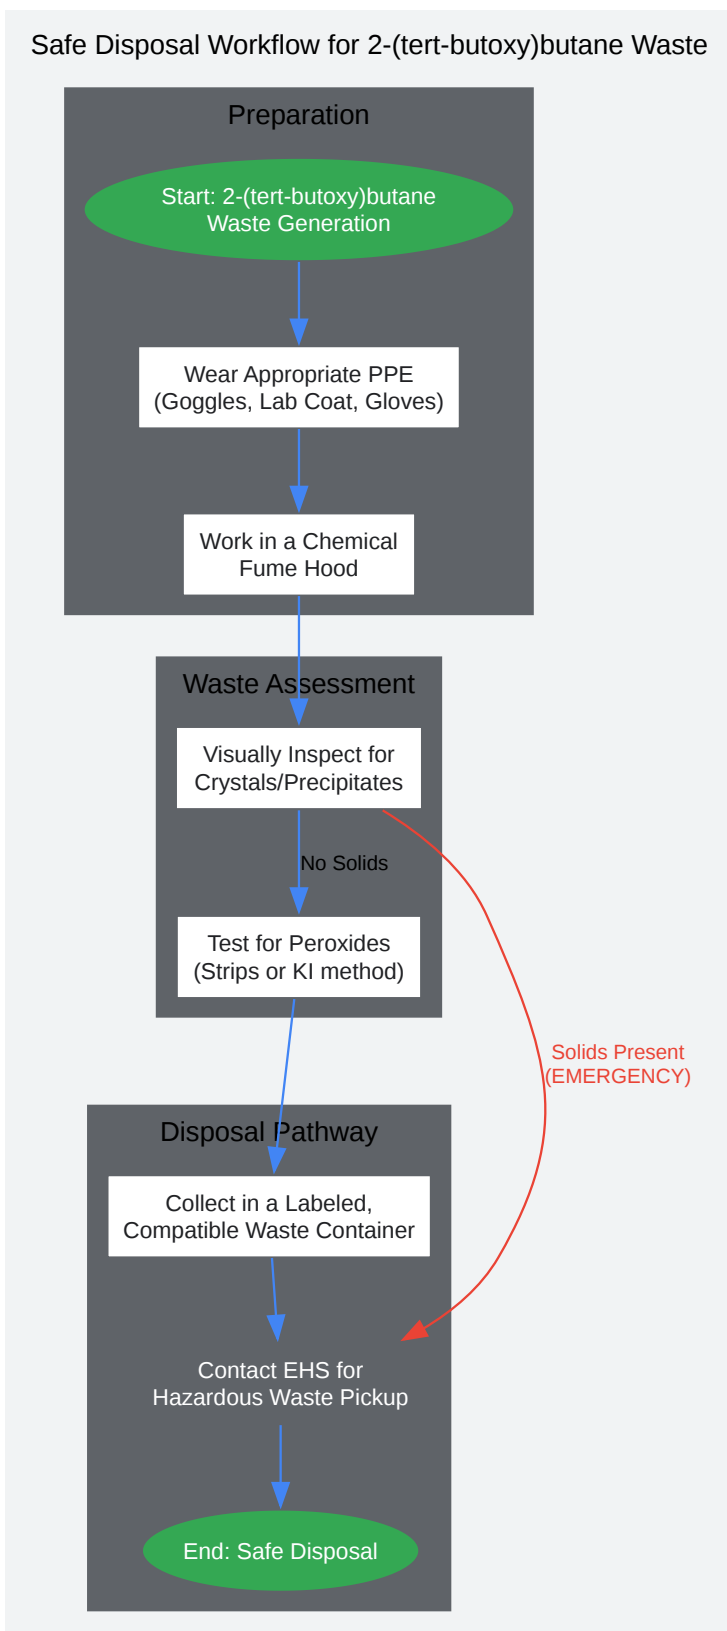 Safe Disposal Workflow for 2-(tert-butoxy)butane Waste
Preparation
Start: 2-(tert-butoxy)butane
Waste Generation
Wear Appropriate PPE
(Goggles, Lab Coat, Gloves)
Work in a Chemical
Fume Hood
Waste Assessment
Visually Inspect for
Crystals/Precipitates
No Solids
Test for Peroxides
(Strips or KI method)
Solids Present
(EMERGENCY)
Disposal Pathway
Collect in a Labeled,
Compatible Waste Container
Contact EHS for
Hazardous Waste Pickup
End: Safe Disposal